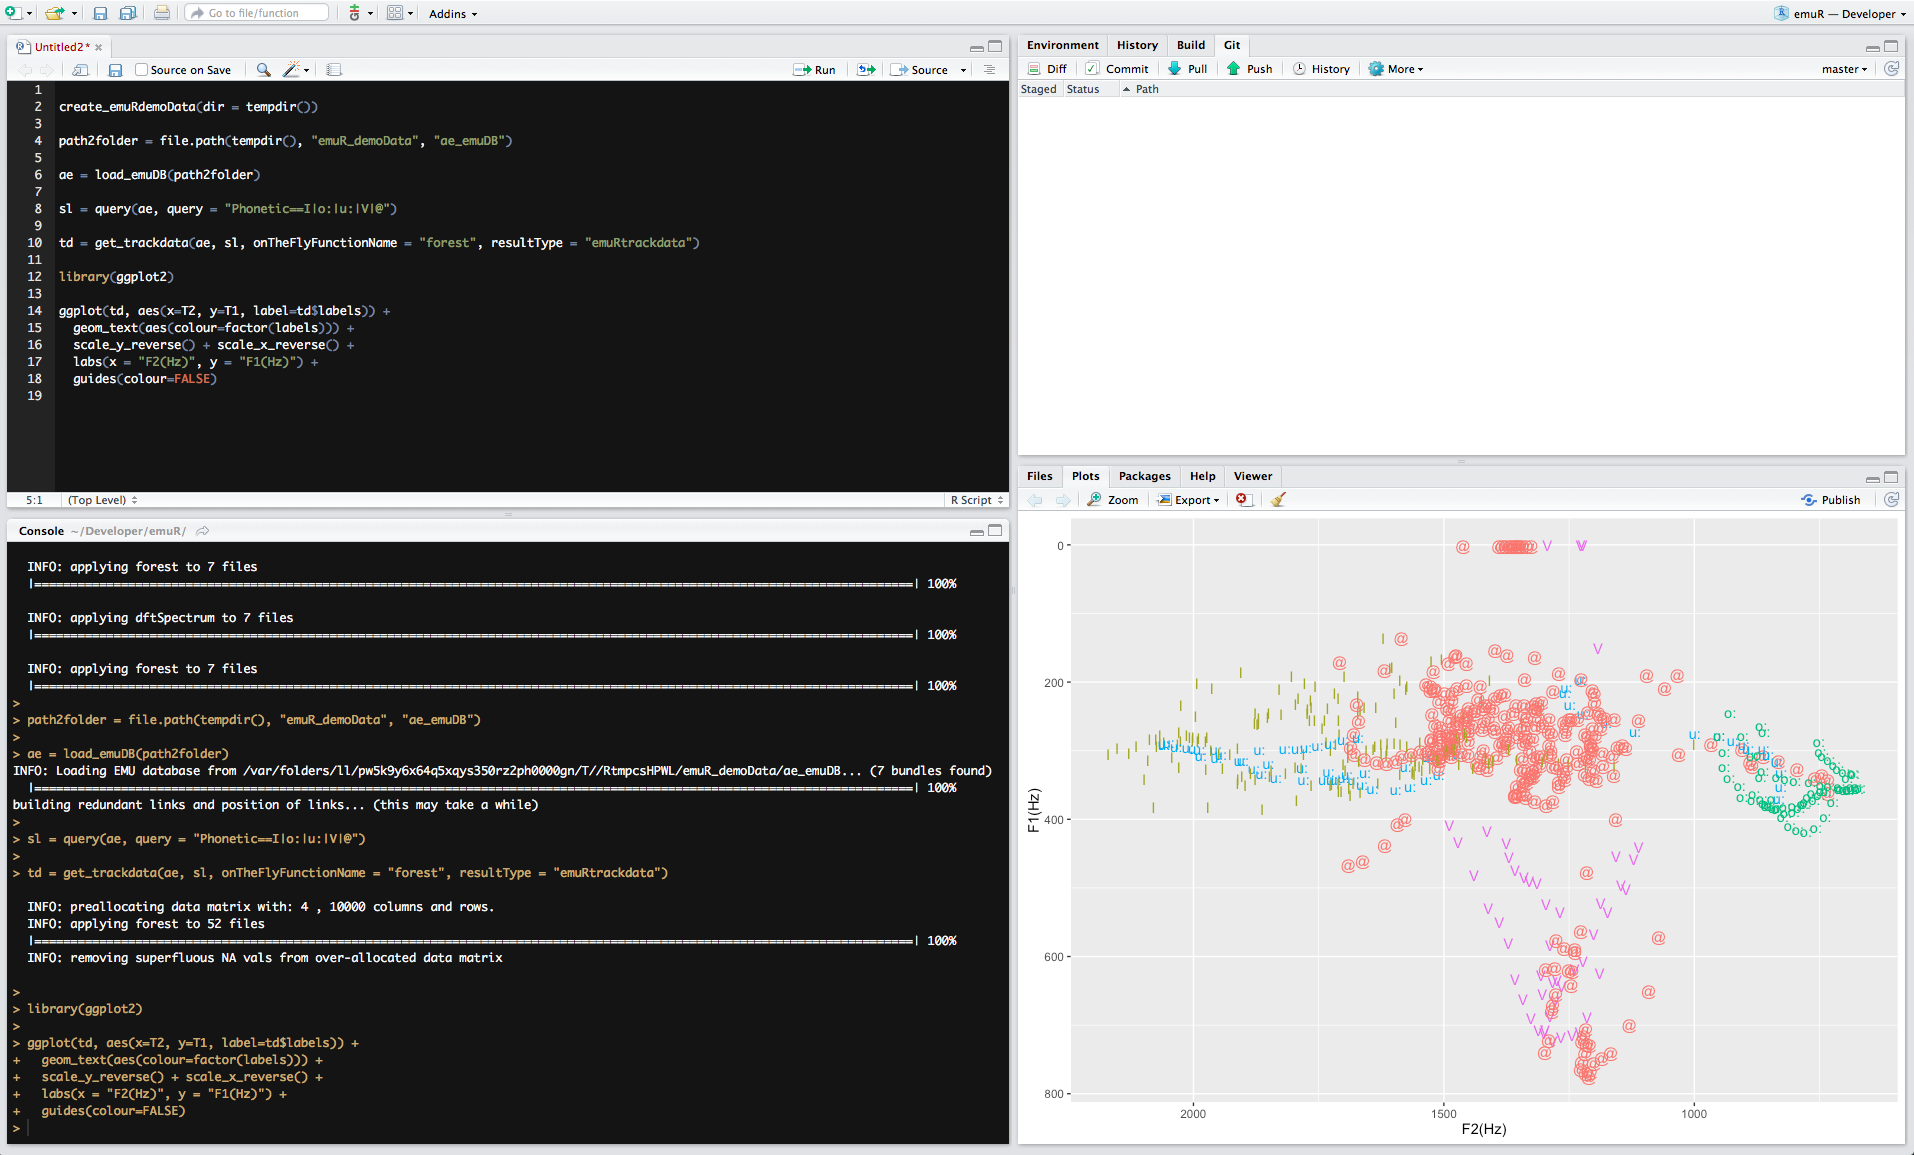 Go to file/function
Addins
emuR — Developer
Untitled2*
Source on Save
Run
Source
1
2 create_emuRdemoData(dir = tempdir())
3
4 path2folder = file.path(tempdir(), "emuR_demoData", "ae_emuDB")
5
6 ae = load_emuDB(path2folder)
7
8 sl = query(ae, query = "Phonetic==I|o:|u:|V|@")
9
10 td = get_trackdata(ae, sl, onTheFlyFunctionName = "forest", resultType = "emuRtrackdata")
11
12 library(ggplot2)
13
14 ggplot(td, aes(x=T2, y=T1, label=td$labels)) +
15 geom_text(aes(colour=factor(labels))) +
16 scale_y_reverse() + scale_x_reverse() +
17 labs(x = "F2(Hz)", y = "F1(Hz)") +
18 guides(colour=FALSE)
19
5:1 (Top Level) R Script
Console ~/Developer/emuR/
INFO: applying forest to 7 files
|==========================================================================================================================| 100%
INFO: applying dftSpectrum to 7 files
|==========================================================================================================================| 100%
INFO: applying forest to 7 files
|==========================================================================================================================| 100%
>
> path2folder = file.path(tempdir(), "emuR_demoData", "ae_emuDB")
>
> ae = load_emuDB(path2folder)
INFO: Loading EMU database from /var/folders/ll/pw5k9y6x64q5xqys350rz2ph0000gn/T//RtmpcsHPWL/emuR_demoData/ae_emuDB... (7 bundles found)
|==========================================================================================================================| 100%
building redundant links and position of links... (this may take a while)
>
> sl = query(ae, query = "Phonetic==I|o:|u:|V|@")
>
> td = get_trackdata(ae, sl, onTheFlyFunctionName = "forest", resultType = "emuRtrackdata")
INFO: preallocating data matrix with: 4 , 10000 columns and rows.
INFO: applying forest to 52 files
|==========================================================================================================================| 100%
INFO: removing superfluous NA vals from over-allocated data matrix
>
> library(ggplot2)
>
> ggplot(td, aes(x=T2, y=T1, label=td$labels)) +
+ geom_text(aes(colour=factor(labels))) +
+ scale_y_reverse() + scale_x_reverse() +
+ labs(x = "F2(Hz)", y = "F1(Hz)") +
+ guides(colour=FALSE)
>
Environment History Build Git
Diff Commit Pull Push History More master
Staged Status Path
Files Plots Packages Help Viewer
Zoom Export Publish
0
200
400
600
800
F1(Hz)
2000 1500 1000
F2(Hz)